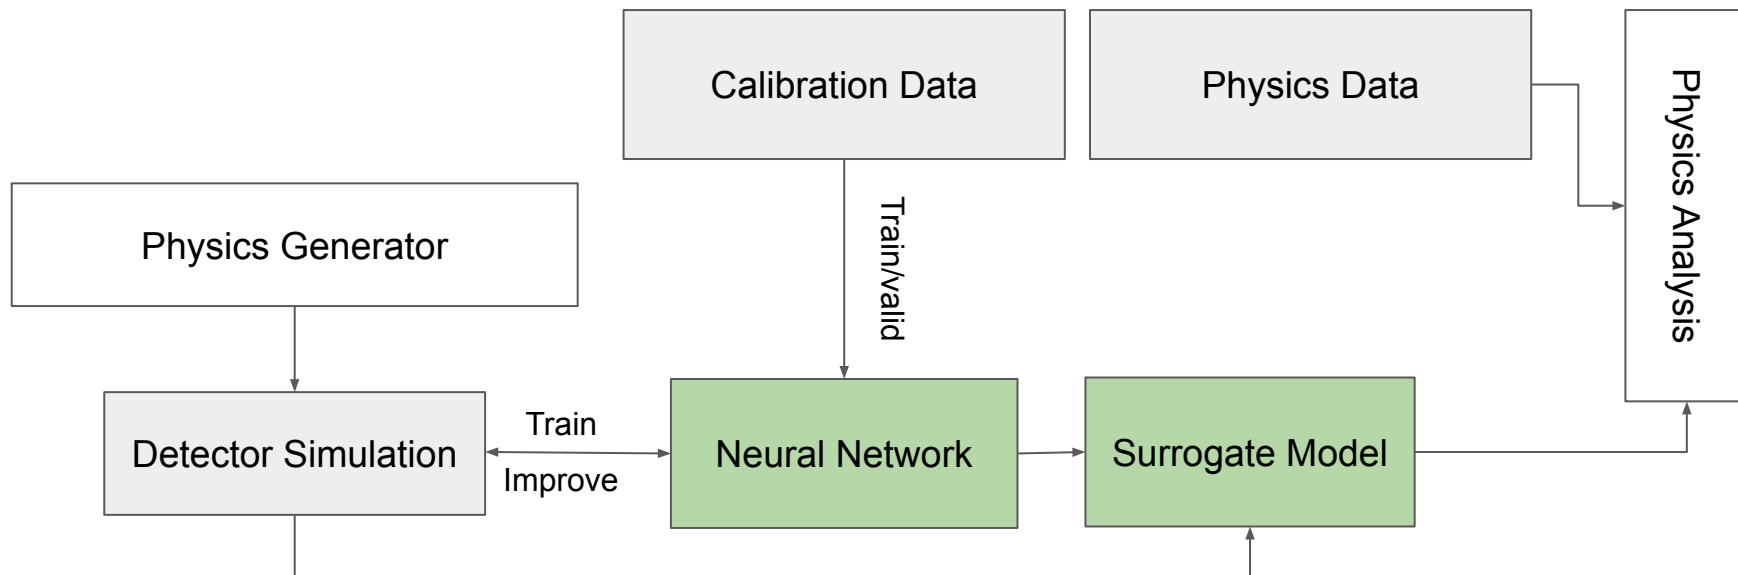 Calibration Data
Physics Data
Physics Analysis
Physics Generator
Train/valid
Detector Simulation
Train
Improve
Neural Network
Surrogate Model